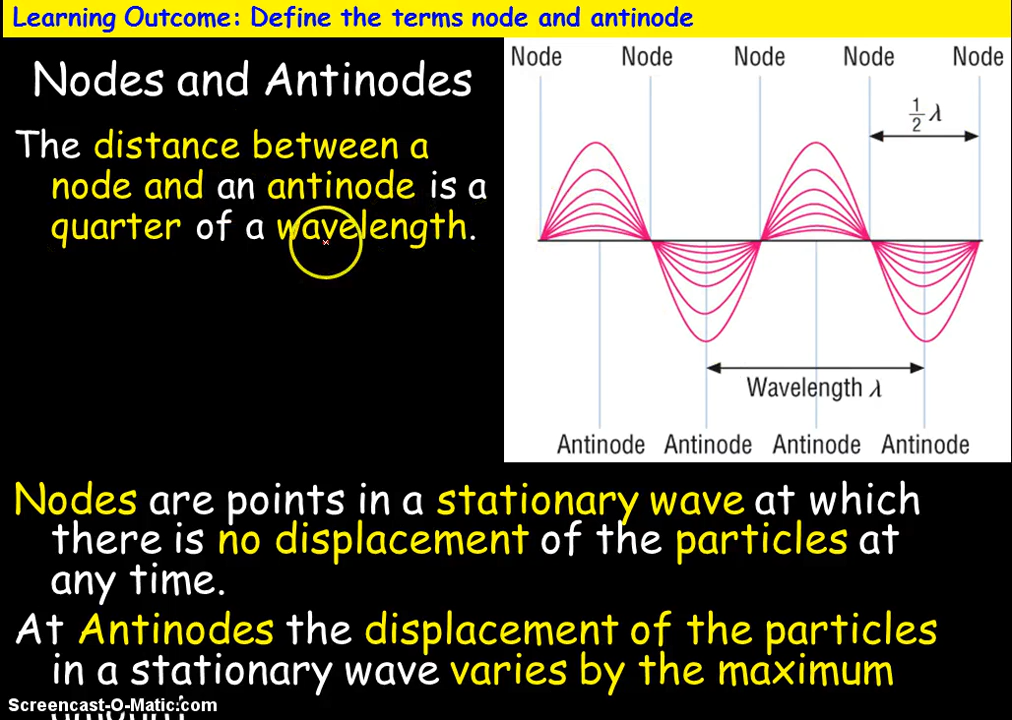 Learning Outcome: Define the terms node and antinode
Nodes and Antinodes
The distance between a
node and an antinode is a
quarter of a wavelength.
Node Node Node Node Node
1/2 λ
Wavelength λ
Antinode Antinode Antinode Antinode
Nodes are points in a stationary wave at which
there is no displacement of the particles at
any time.
At Antinodes the displacement of the particles
in a stationary wave varies by the maximum
Screencast-O-Matic.com